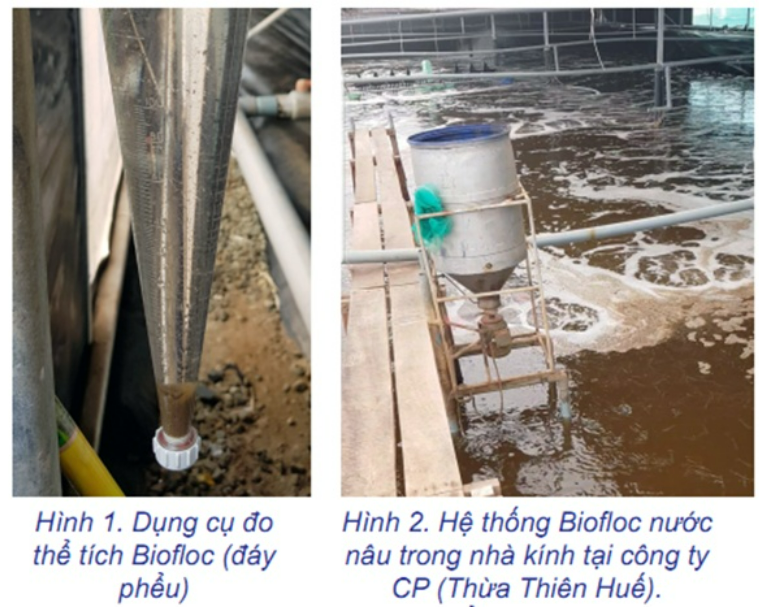 Hình 1. Dụng cụ đo
thể tích Biofloc (đáy
phểu)
Hình 2. Hệ thống Biofloc nước
nâu trong nhà kính tại công ty
CP (Thừa Thiên Huế).